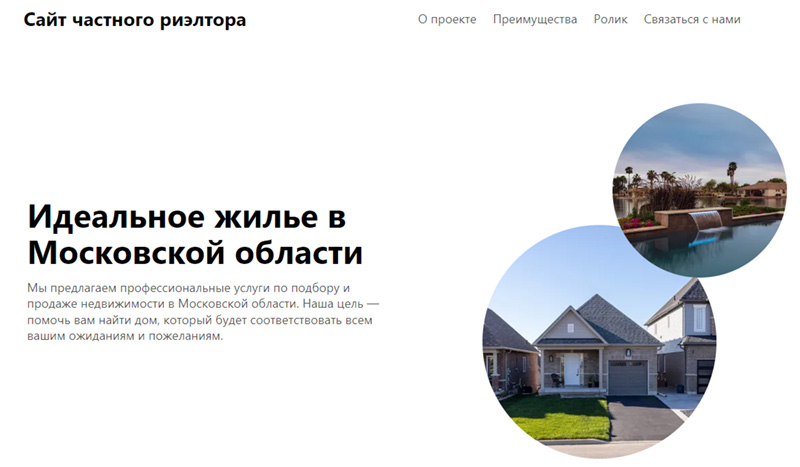 Сайт частного риэлтора
О проекте Преимущества Ролик Связаться с нами
Идеальное жилье в
Московской области
Мы предлагаем профессиональные услуги по подбору и
продаже недвижимости в Московской области. Наша цель —
помочь вам найти дом, который будет соответствовать всем
вашим ожиданиям и пожеланиям.